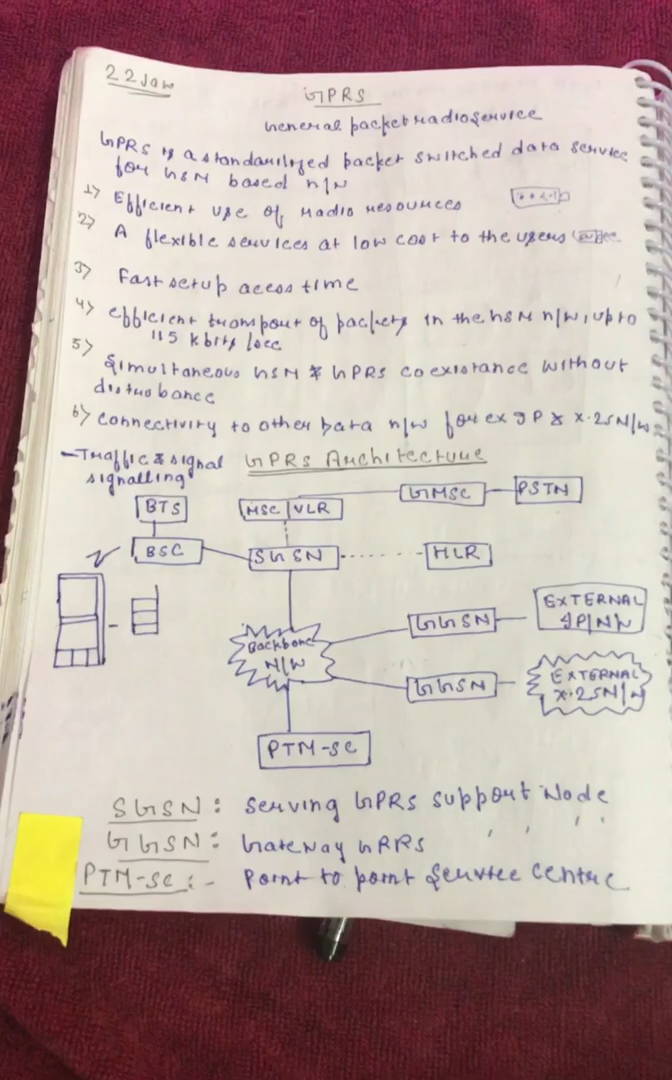 22 Jan
GPRS
General packet radio service
GPRS is a standarilized packet switched data service
for GSM based n/w
1) Efficient use of radio resources
2) A flexible services at low cost to the users
3) Fast setup acess time
4) efficient transport of packets in the GSM n/w, upto
115 kbits/sec
5) Simultaneous GSM & GPRS coexistance without
disturbance
6) connectivity to other Data n/w for ex IP & X.25 N/w
GPRS Architecture
- Traffic & signal
signalling
BTS
MSC | VLR
GMSC
PSTN
BSC
SGSN
HLR
EXTERNAL
IP | N/W
GGSN
Backbone
N/W
GGSN
EXTERNAL
X.25 N/w
PTM-SC
SGSN : Serving GPRS support Node
GGSN : Gateway GPRS , , ,,
PTM-SC :- Point to point Service Centre